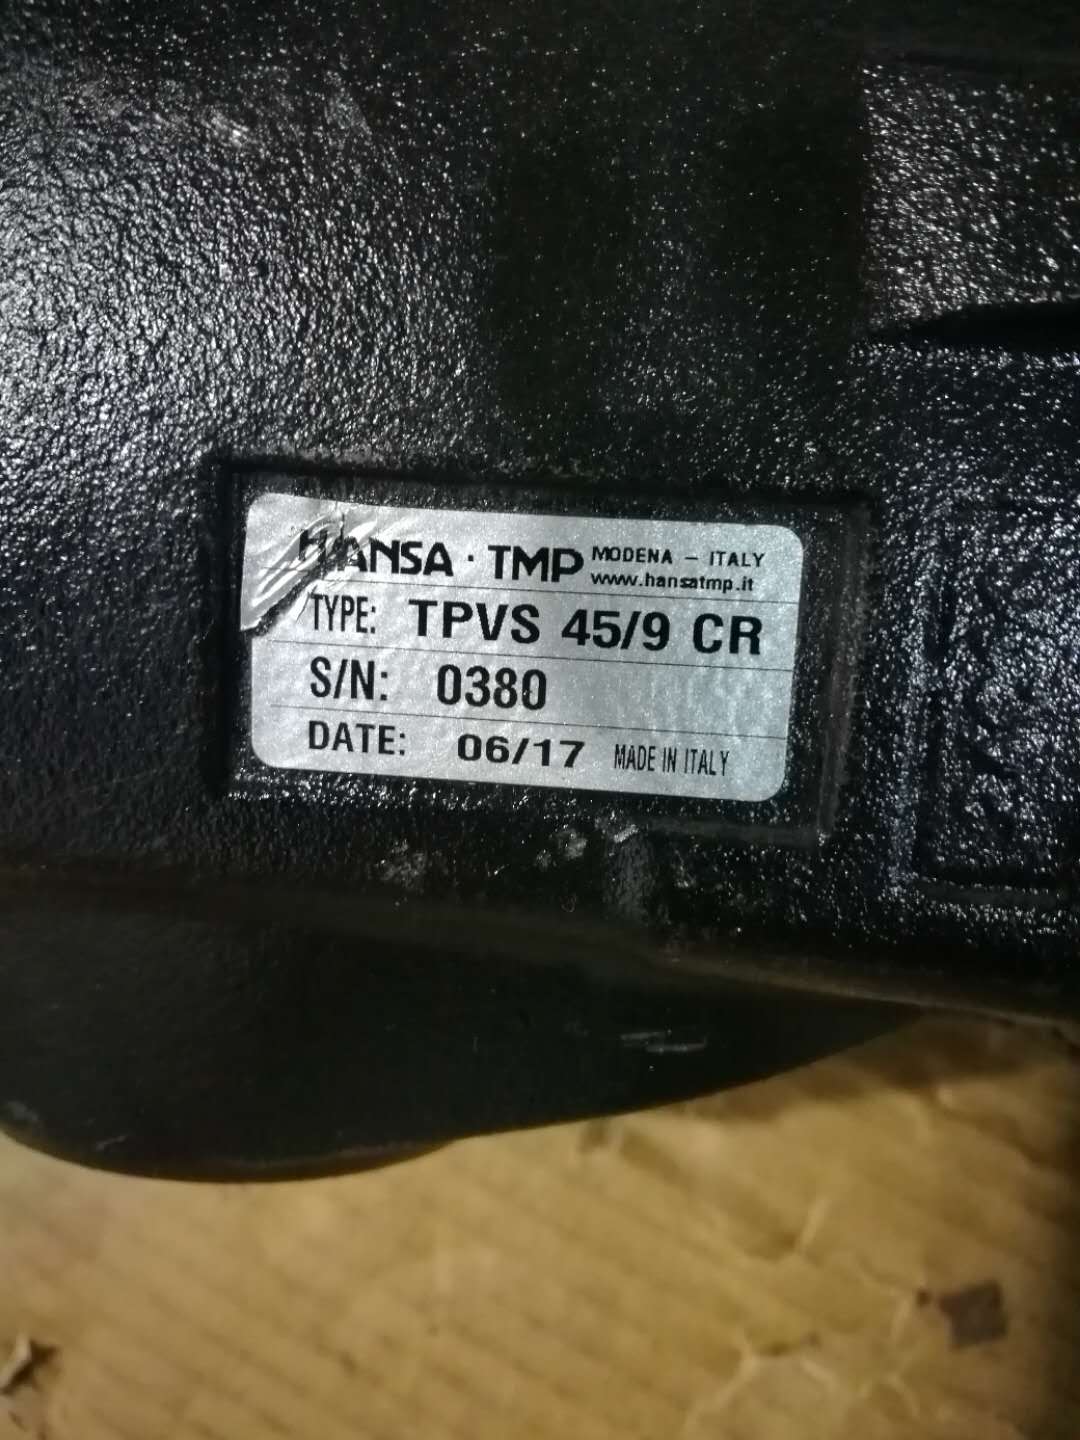 HANSA · TMP MODENA - ITALY
www.hansatmp.it
TYPE: TPVS 45/9 CR
S/N: 0380
DATE: 06/17 MADE IN ITALY